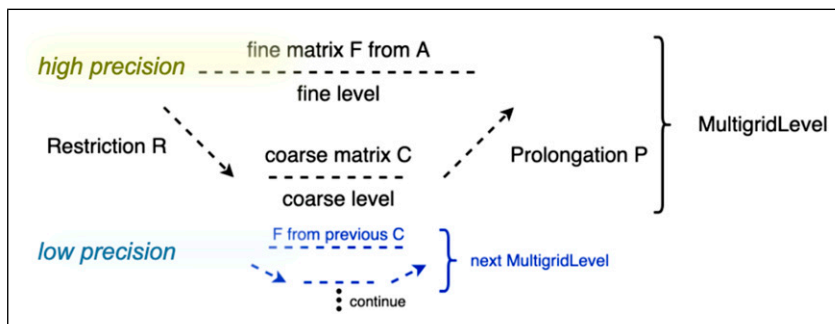 fine matrix F from A
high precision
fine level
MultigridLevel
Restriction R
coarse matrix C
Prolongation P
coarse level
F from previous C
low precision
next MultigridLevel
continue